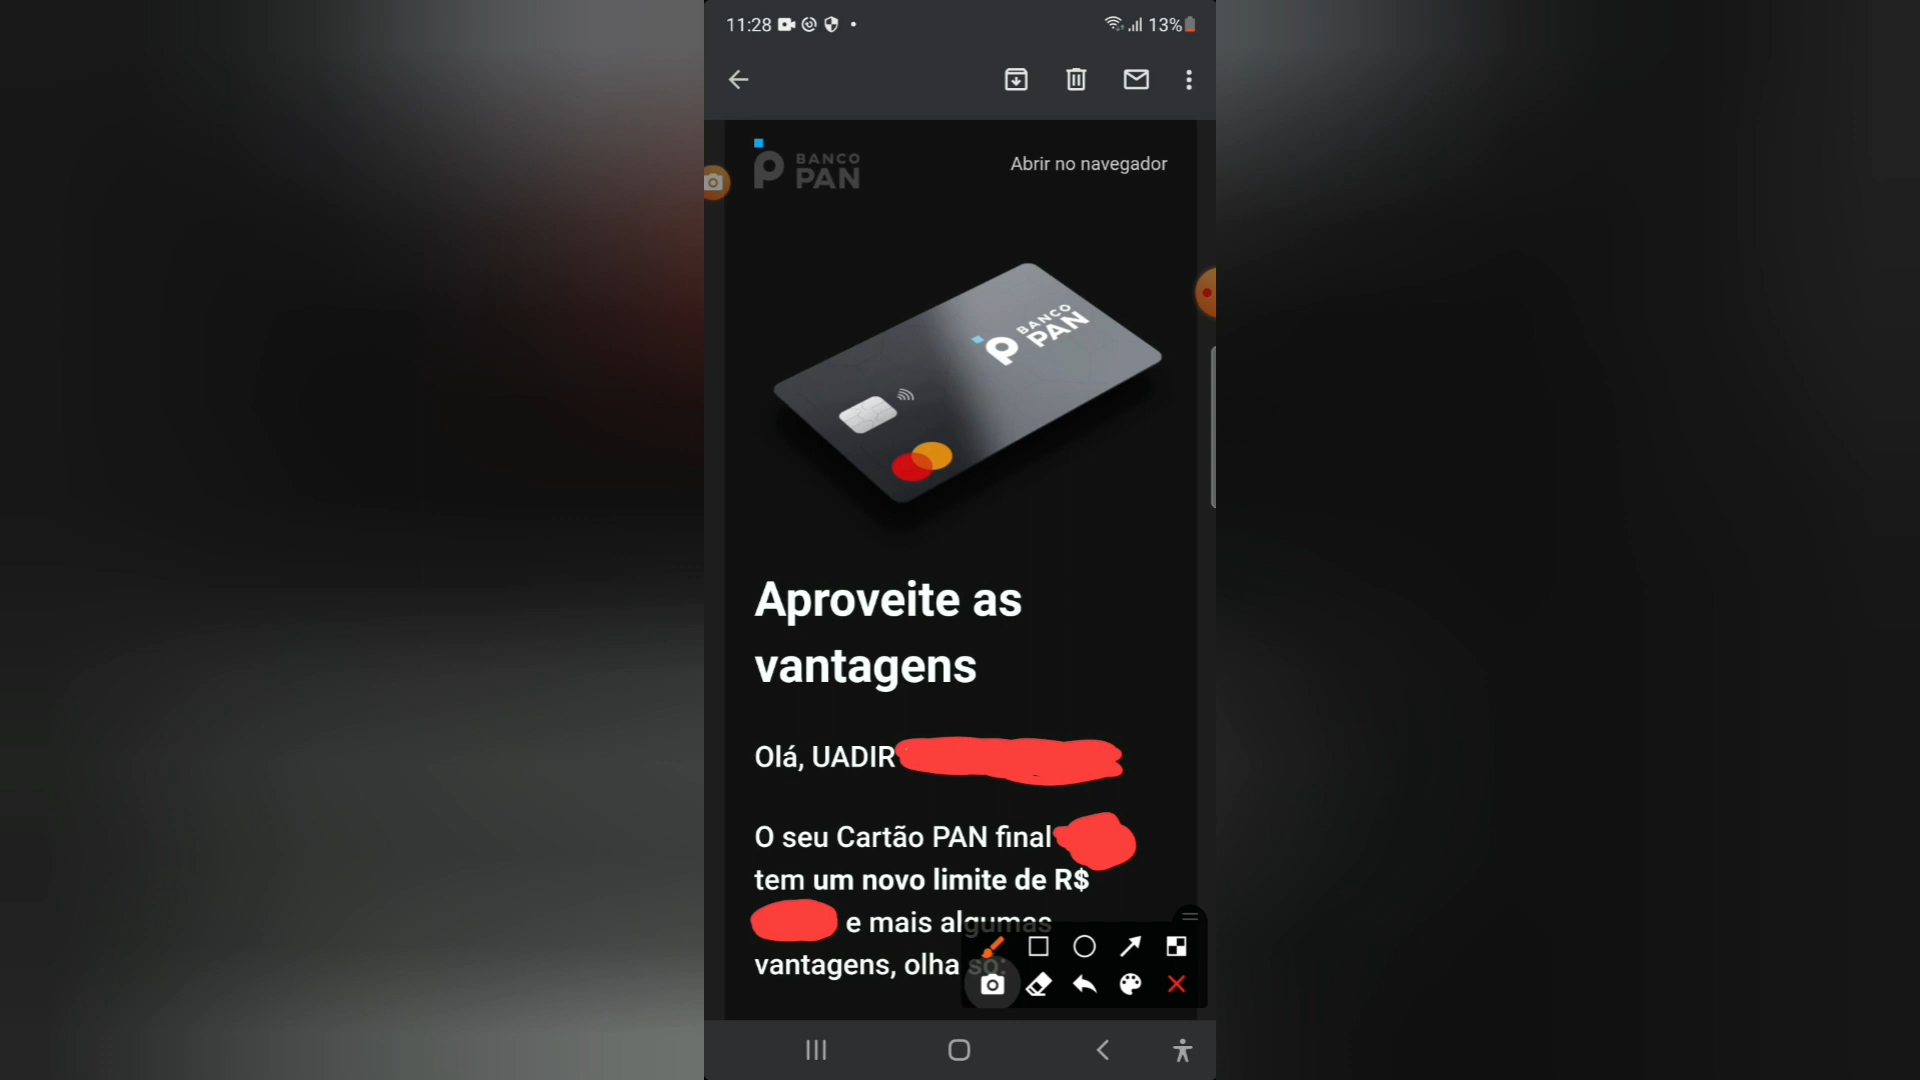 11:28
13%
BANCO
PAN
Abrir no navegador
BANCO
PAN
Aproveite as
vantagens
Olá, UADIR
O seu Cartão PAN final
tem um novo limite de R$
e mais algumas
vantagens, olha só: